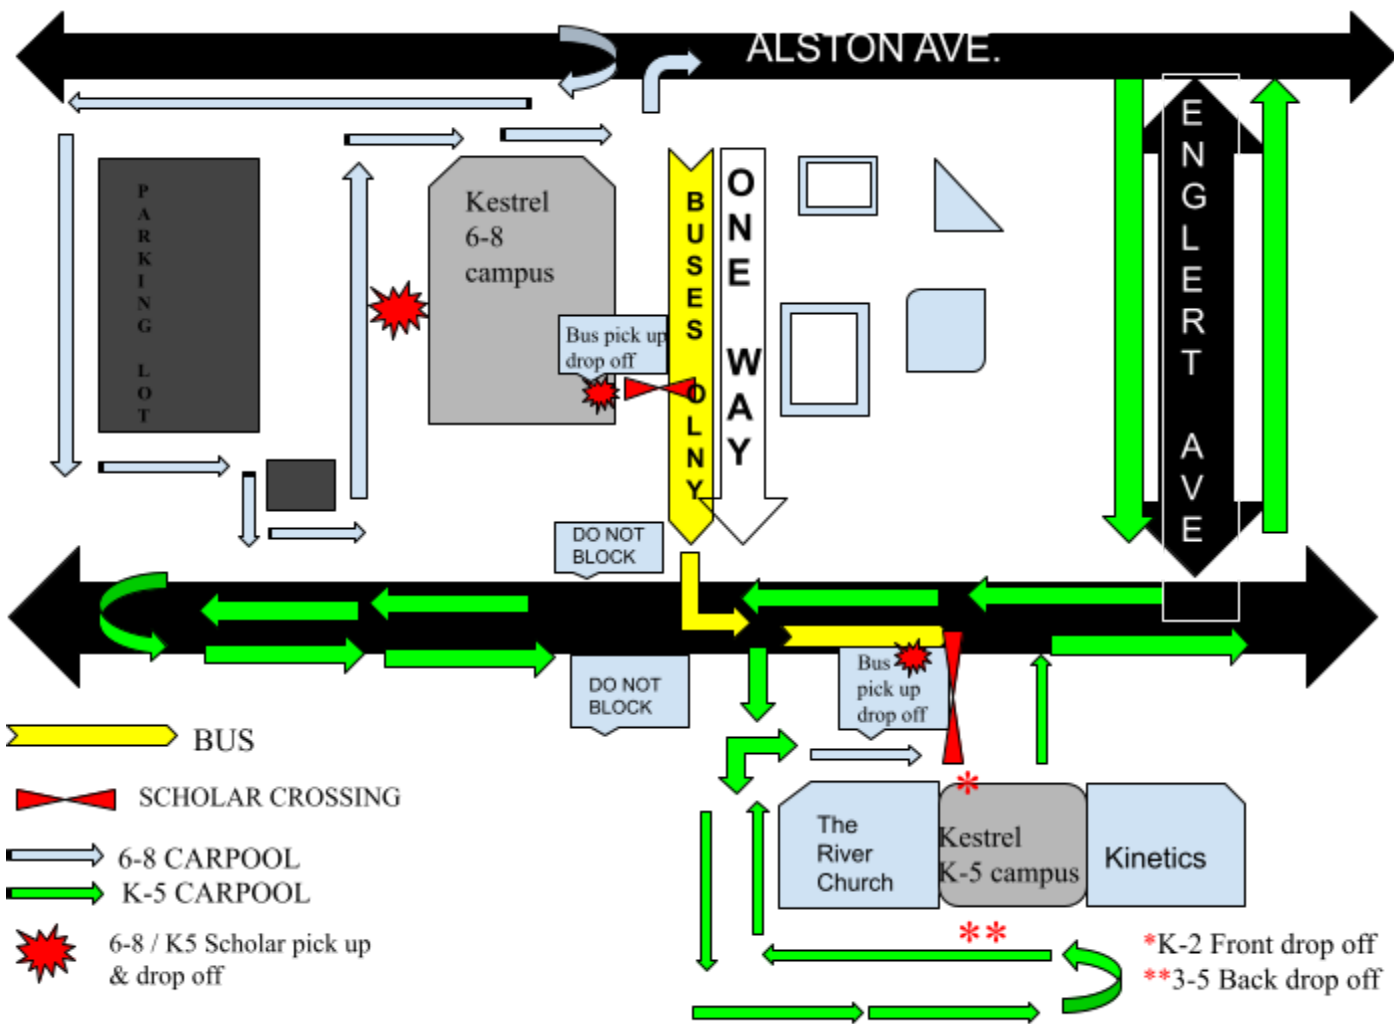 ALSTON AVE.
ENGLERT AVE
PARKING LOT
Kestrel
6-8
campus
BUSES OLNY
ONE WAY
Bus pick up
drop off
DO NOT
BLOCK
DO NOT
BLOCK
Bus
pick up
drop off
BUS
SCHOLAR CROSSING
6-8 CARPOOL
K-5 CARPOOL
6-8 / K5 Scholar pick up
& drop off
*
The
River
Church
Kestrel
K-5 campus
Kinetics
**
*K-2 Front drop off
**3-5 Back drop off